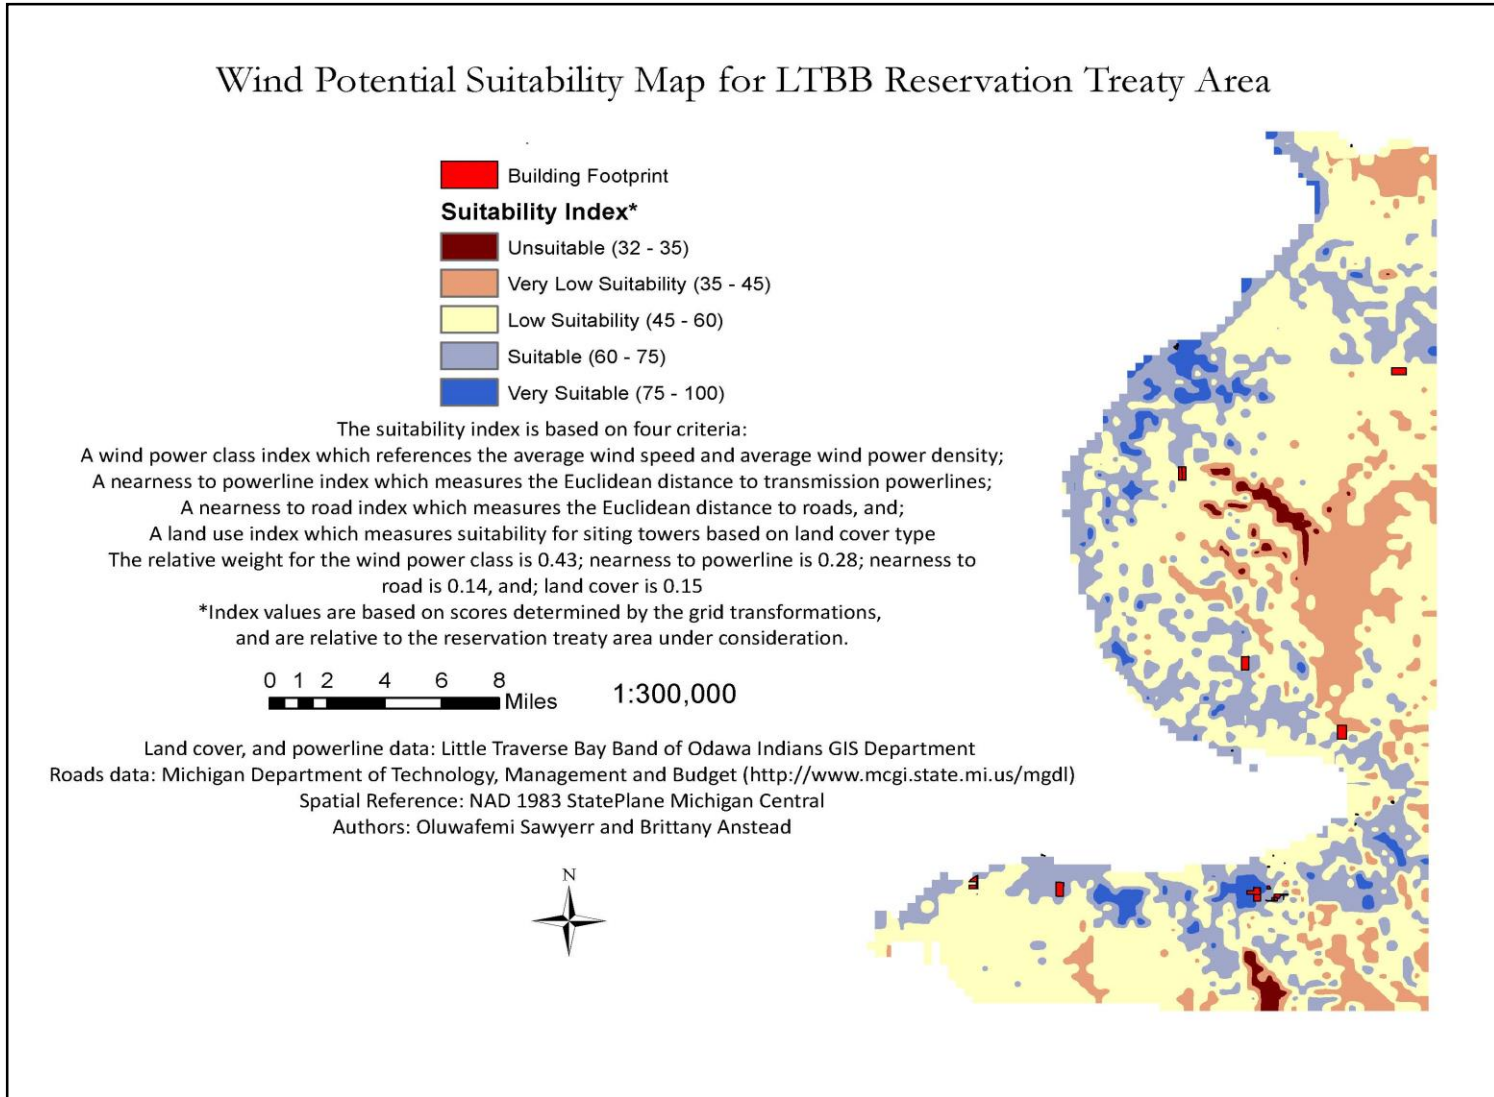 Wind Potential Suitability Map for LTBB Reservation Treaty Area
Building Footprint
Suitability Index*
Unsuitable (32 - 35)
Very Low Suitability (35 - 45)
Low Suitability (45 - 60)
Suitable (60 - 75)
Very Suitable (75 - 100)
The suitability index is based on four criteria:
A wind power class index which references the average wind speed and average wind power density;
A nearness to powerline index which measures the Euclidean distance to transmission powerlines;
A nearness to road index which measures the Euclidean distance to roads, and;
A land use index which measures suitability for siting towers based on land cover type
The relative weight for the wind power class is 0.43; nearness to powerline is 0.28; nearness to
road is 0.14, and; land cover is 0.15
*Index values are based on scores determined by the grid transformations,
and are relative to the reservation treaty area under consideration.
0 1 2 4 6 8
Miles
1:300,000
Land cover, and powerline data: Little Traverse Bay Band of Odawa Indians GIS Department
Roads data: Michigan Department of Technology, Management and Budget (http://www.mcgi.state.mi.us/mgdl)
Spatial Reference: NAD 1983 StatePlane Michigan Central
Authors: Oluwafemi Sawyerr and Brittany Anstead
N